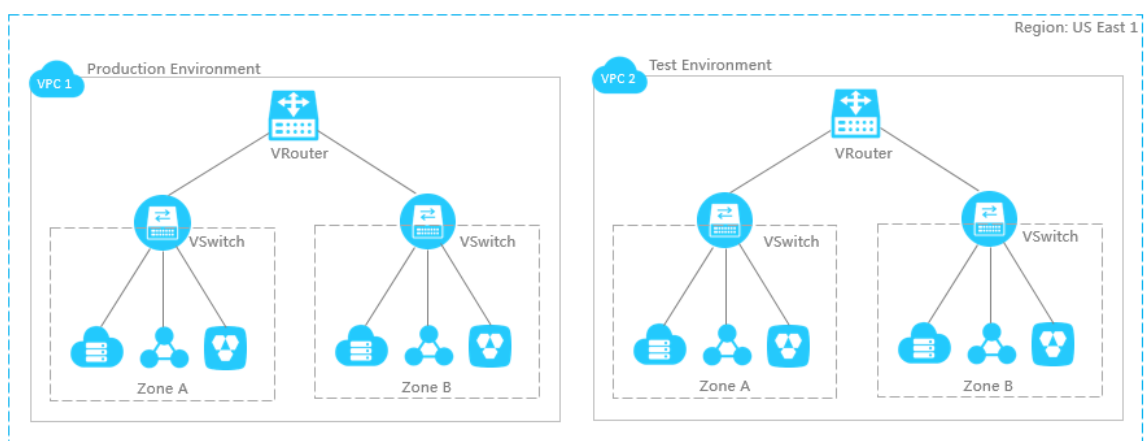 Region: US East 1
VPC 1
Production Environment
VRouter
VSwitch
VSwitch
Zone A
Zone B
VPC 2
Test Environment
VRouter
VSwitch
VSwitch
Zone A
Zone B